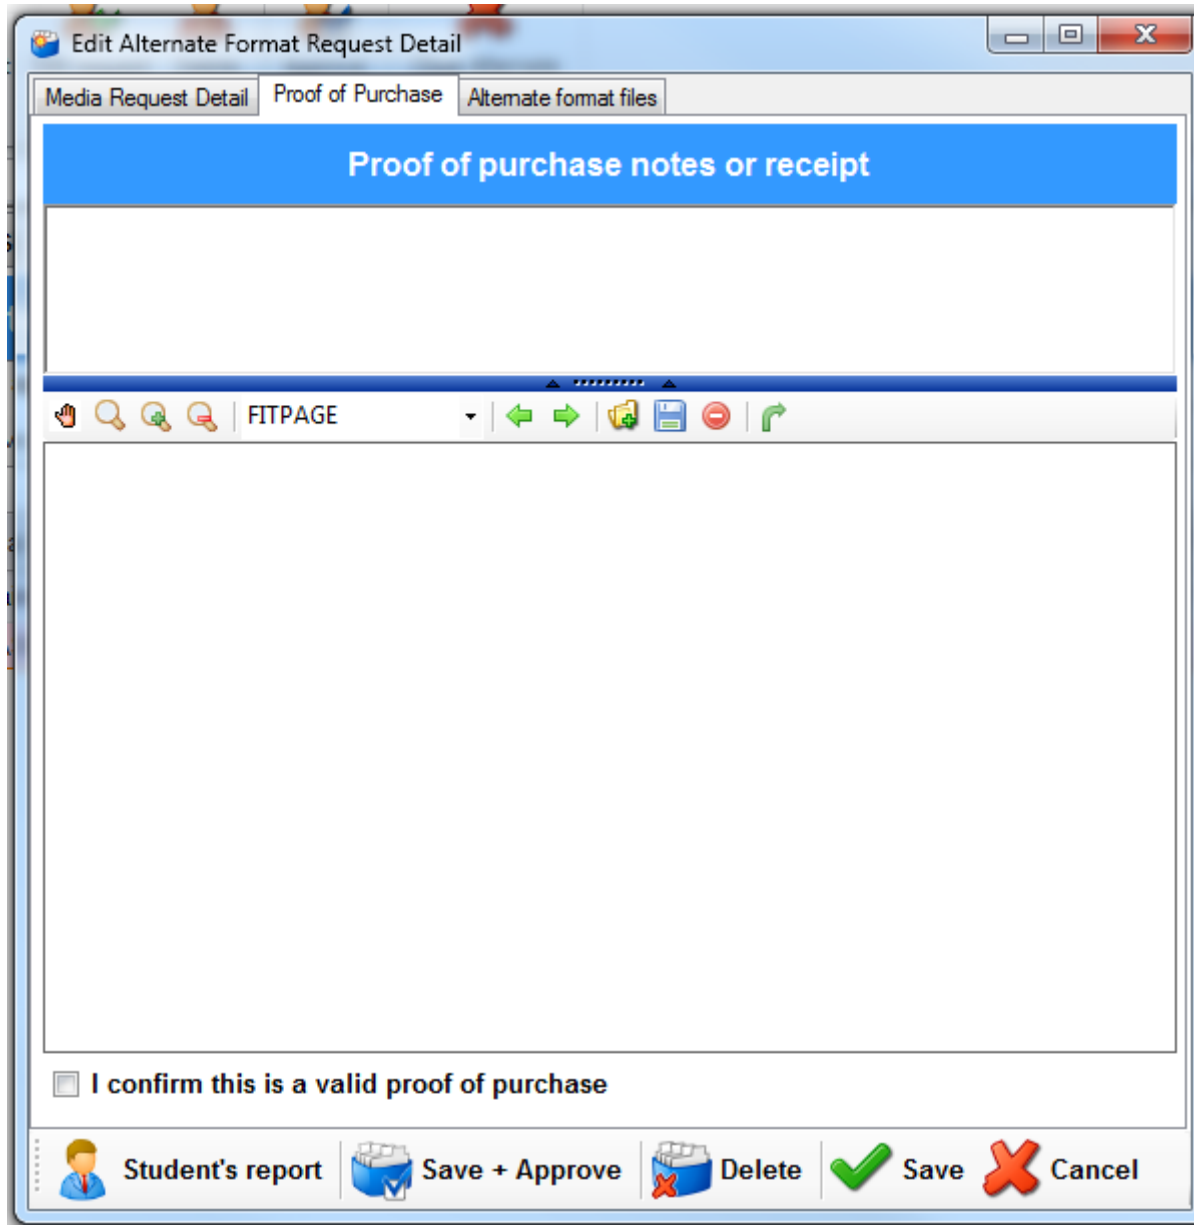 Edit Alternate Format Request Detail
Media Request Detail Proof of Purchase Alternate format files
Proof of purchase notes or receipt
FITPAGE
I confirm this is a valid proof of purchase
Student's report Save + Approve Delete Save Cancel